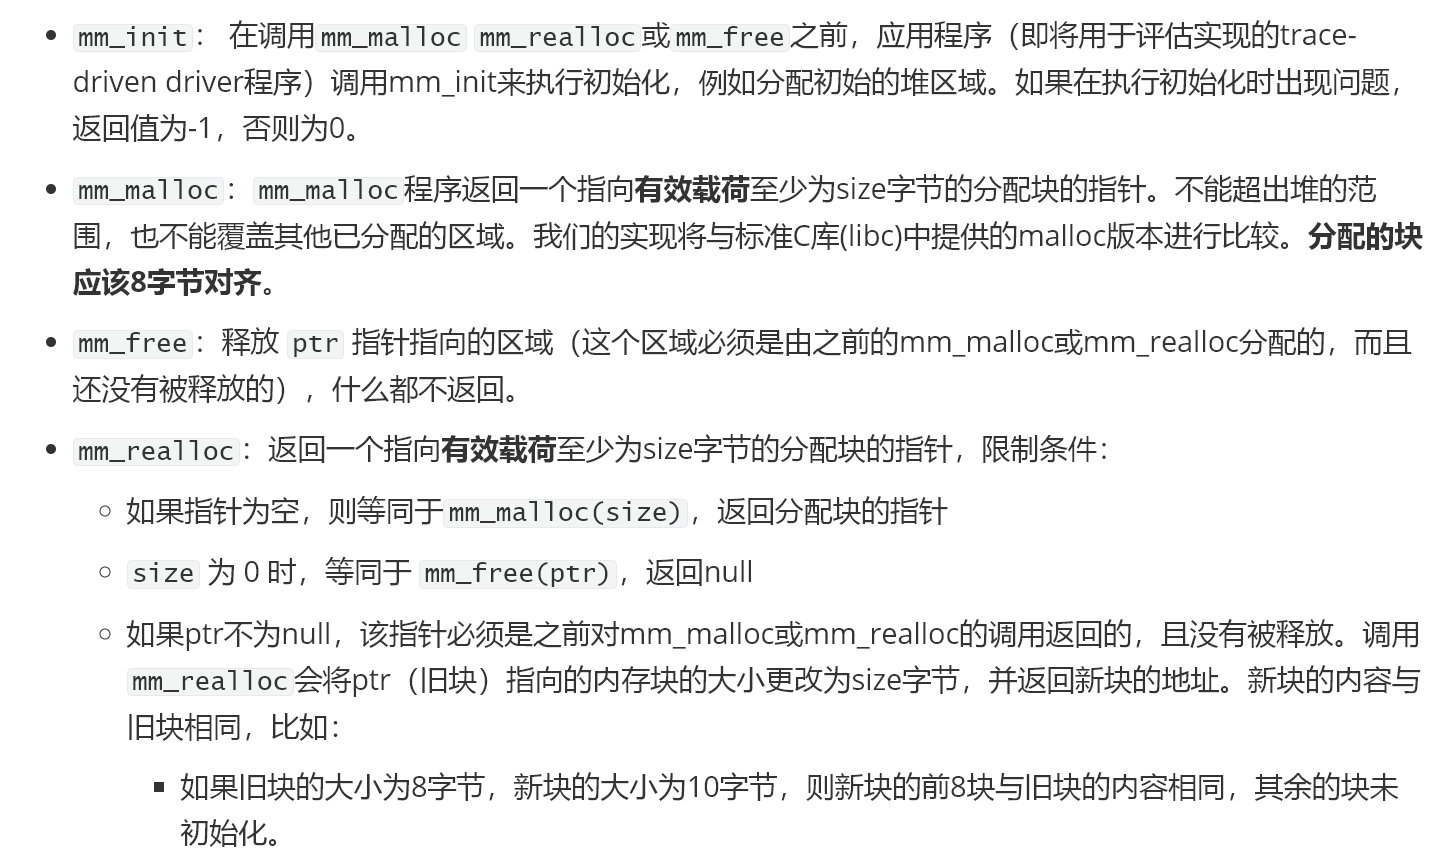 mm_init： 在调用mm_malloc mm_realloc或mm_free之前，应用程序（即将用于评估实现的trace-
driven driver程序）调用mm_init来执行初始化，例如分配初始的堆区域。如果在执行初始化时出现问题，
返回值为-1，否则为0。
mm_malloc：mm_malloc程序返回一个指向有效载荷至少为size字节的分配块的指针。不能超出堆的范
围，也不能覆盖其他已分配的区域。我们的实现将与标准C库(libc)中提供的malloc版本进行比较。分配的块
应该8字节对齐。
mm_free：释放 ptr 指针指向的区域（这个区域必须是由之前的mm_malloc或mm_realloc分配的，而且
还没有被释放的），什么都不返回。
mm_realloc：返回一个指向有效载荷至少为size字节的分配块的指针，限制条件：
如果指针为空，则等同于mm_malloc(size)，返回分配块的指针
size 为 0 时，等同于 mm_free(ptr)，返回null
如果ptr不为null，该指针必须是之前对mm_malloc或mm_realloc的调用返回的，且没有被释放。调用
mm_realloc会将ptr（旧块）指向的内存块的大小更改为size字节，并返回新块的地址。新块的内容与
旧块相同，比如：
如果旧块的大小为8字节，新块的大小为10字节，则新块的前8块与旧块的内容相同，其余的块未
初始化。